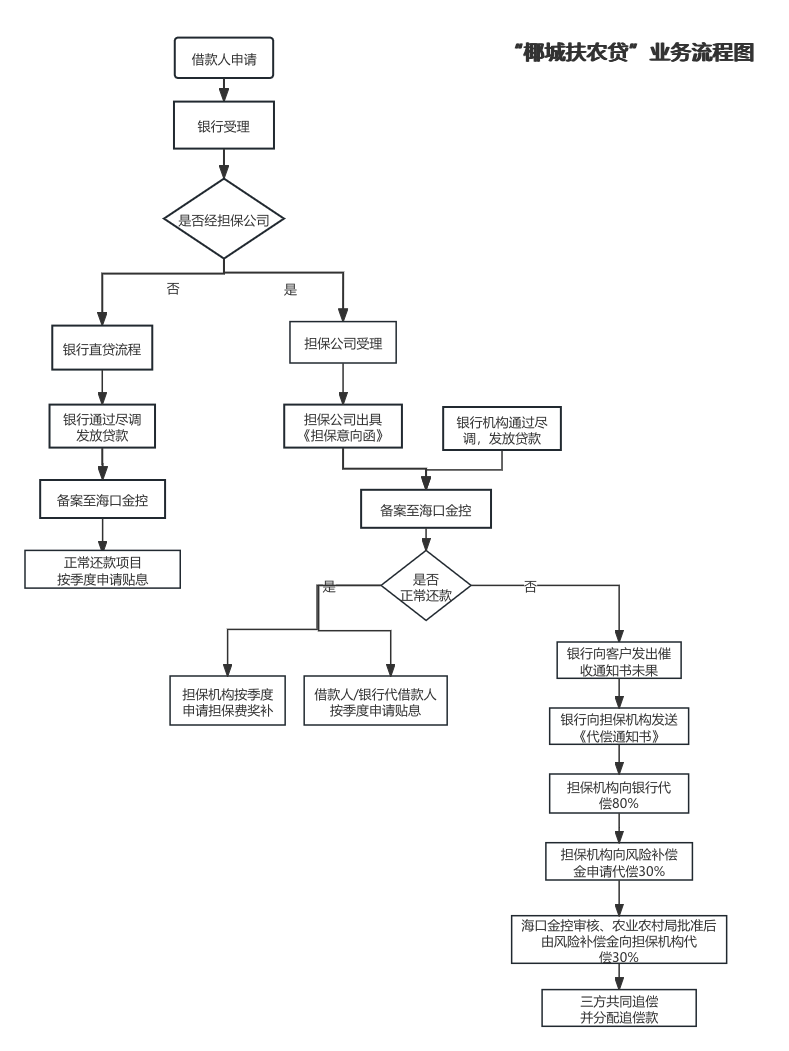 “椰城扶农贷”业务流程图
借款人申请
银行受理
是否经担保公司
否
是
银行直贷流程
担保公司受理
银行通过尽调
发放贷款
担保公司出具
《担保意向函》
银行机构通过尽
调，发放贷款
备案至海口金控
备案至海口金控
正常还款项目
按季度申请贴息
是否
正常还款
是
否
担保机构按季度
申请担保费奖补
借款人/银行代借款人
按季度申请贴息
银行向客户发出催
收通知书未果
银行向担保机构发送
《代偿通知书》
担保机构向银行代
偿80%
担保机构向风险补偿
金申请代偿30%
海口金控审核、农业农村局批准后
由风险补偿金向担保机构代
偿30%
三方共同追偿
并分配追偿款